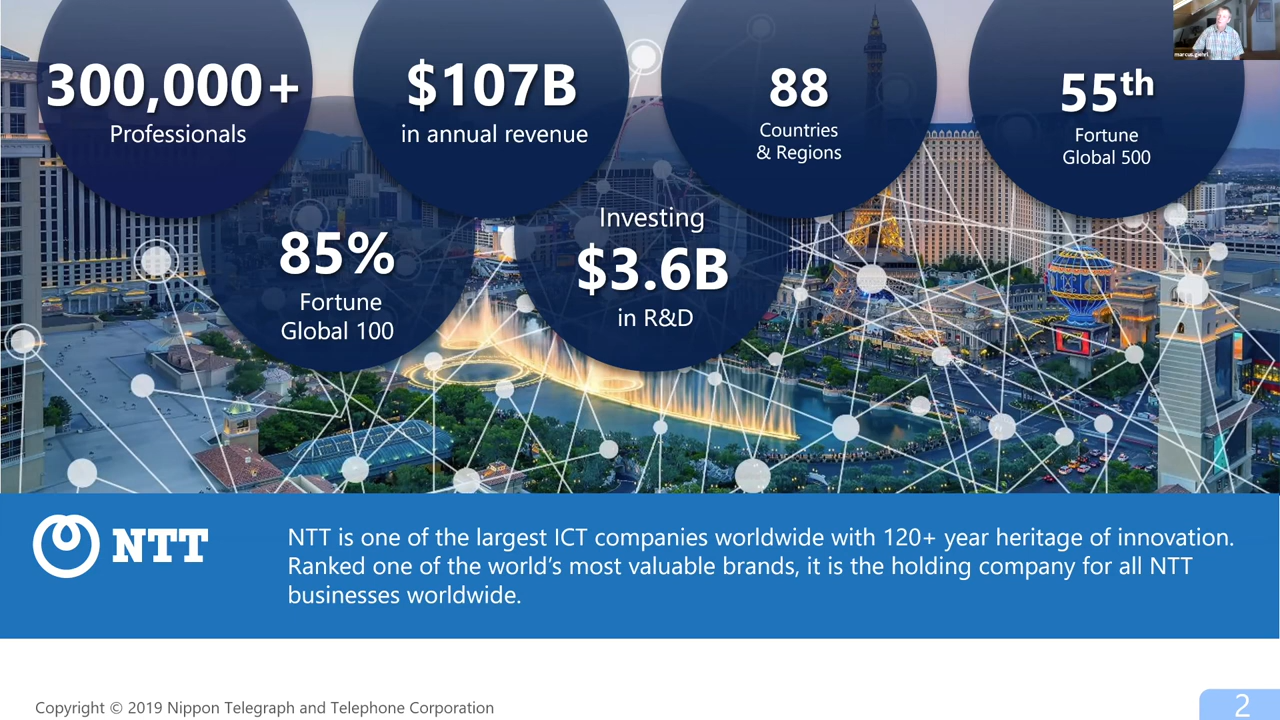 300,000+
Professionals
$107B
in annual revenue
88
Countries
& Regions
55th
Fortune
Global 500
85%
Fortune
Global 100
Investing
$3.6B
in R&D
NTT
NTT is one of the largest ICT companies worldwide with 120+ year heritage of innovation.
Ranked one of the world’s most valuable brands, it is the holding company for all NTT
businesses worldwide.
Copyright © 2019 Nippon Telegraph and Telephone Corporation
2